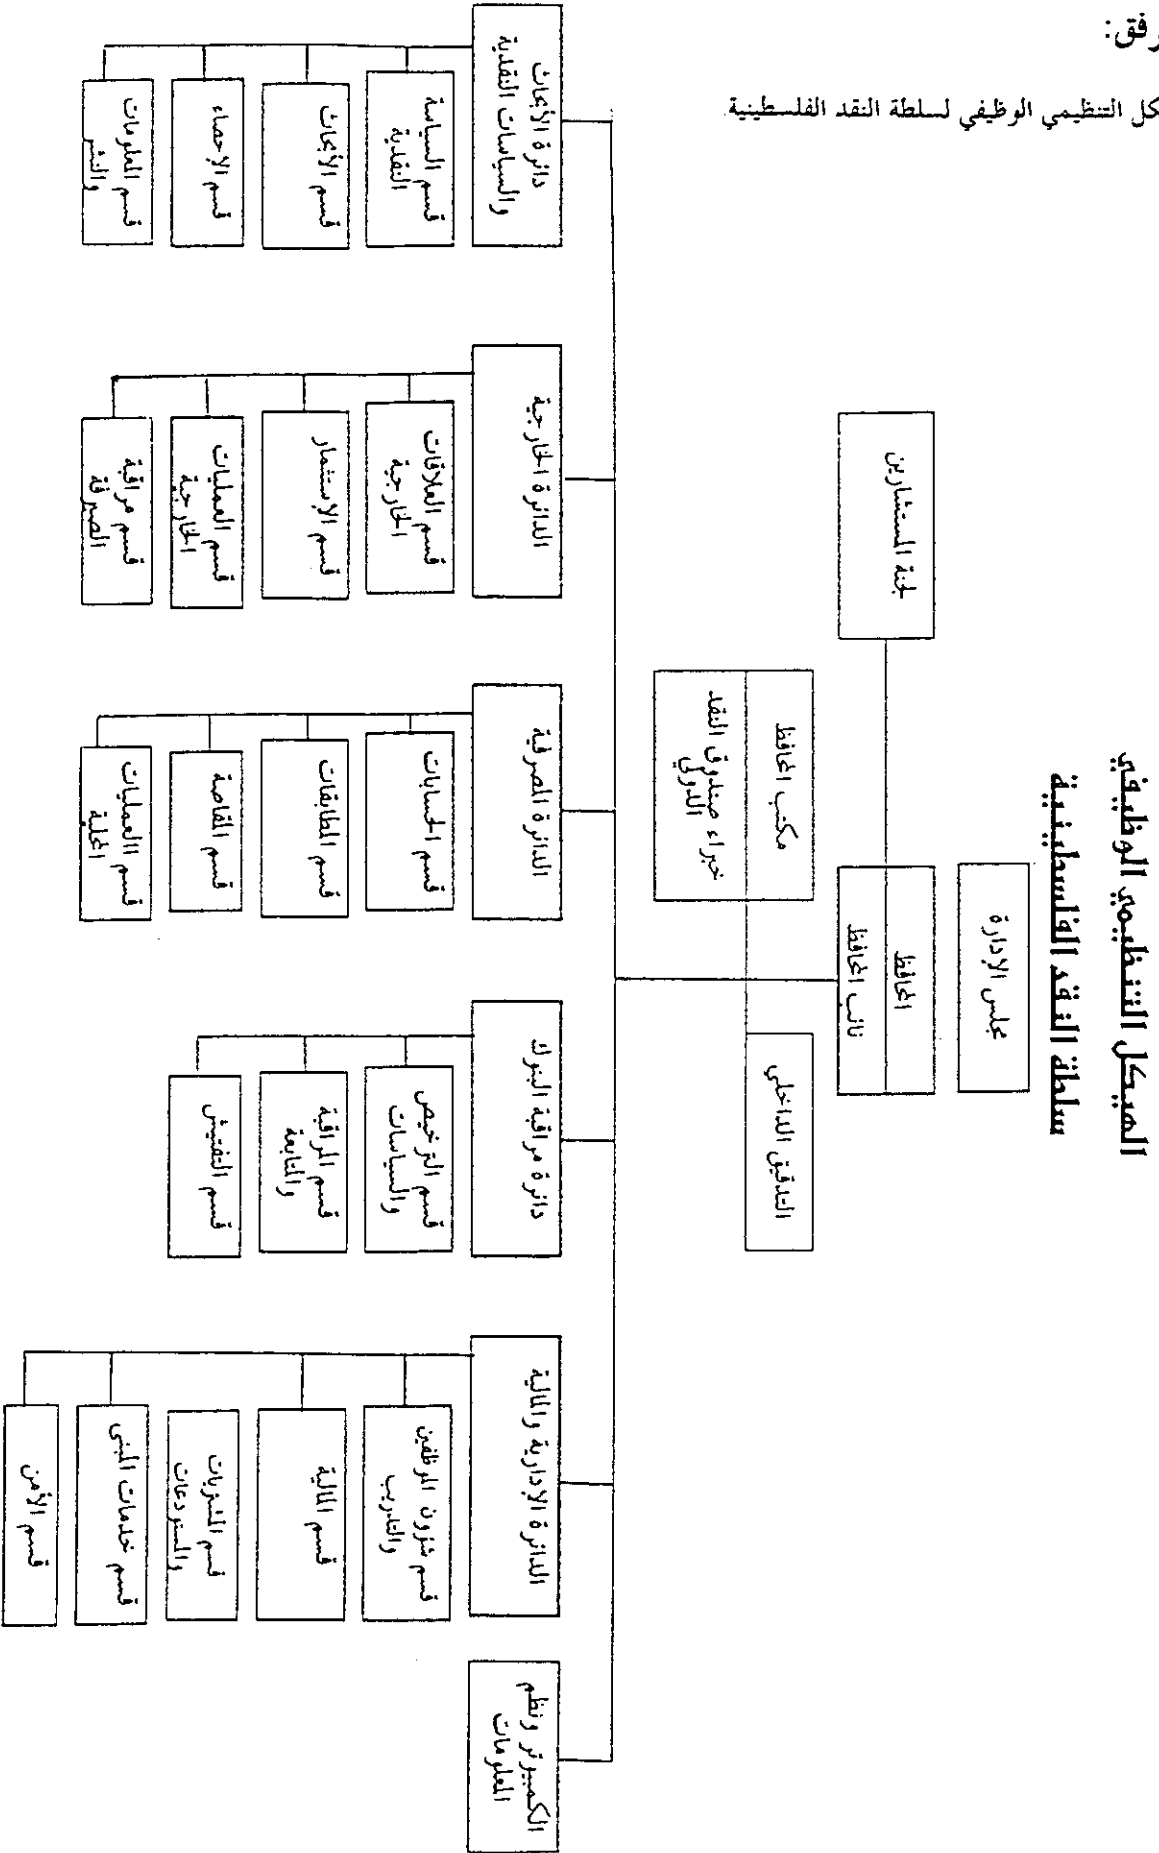 رفق:
كل التنظيمي الوظيفي لسلطة النقد الفلسطينية
الهيكل التنظيمي الوظيفي
سلطة النقد الفلسطينية
مجلس الإدارة
المحافظ
نائب المحافظ
لجنة المستشارين
مكتب المحافظ
خبراء صندوق النقد
الدولي
التدقيق الداخلي
دائرة الأبحاث
والسياسات النقدية
قسم السياسة
النقدية
قسم الأبحاث
قسم الإحصاء
قسم المعلومات
والنشر
الدائرة الخارجية
قسم العلاقات
الخارجية
قسم الإستثمار
قسم العمليات
الخارجية
قسم مراقبة
الصيرفة
الدائرة المصرفية
قسم الحسابات
قسم المطابقات
قسم المقاصة
قسم االعمليات
المحلية
دائرة مراقبة البنوك
قسم الترخيص
والسياسات
قسم المراقبة
والمتابعة
قسم التفتيش
الدائرة الإدارية والمالية
قسم شؤون الموظفين
والتدريب
قسم المالية
قسم المشتريات
والمستودعات
قسم خدمات المبنى
قسم الأمن
الكمبيوتر ونظم
المعلومات